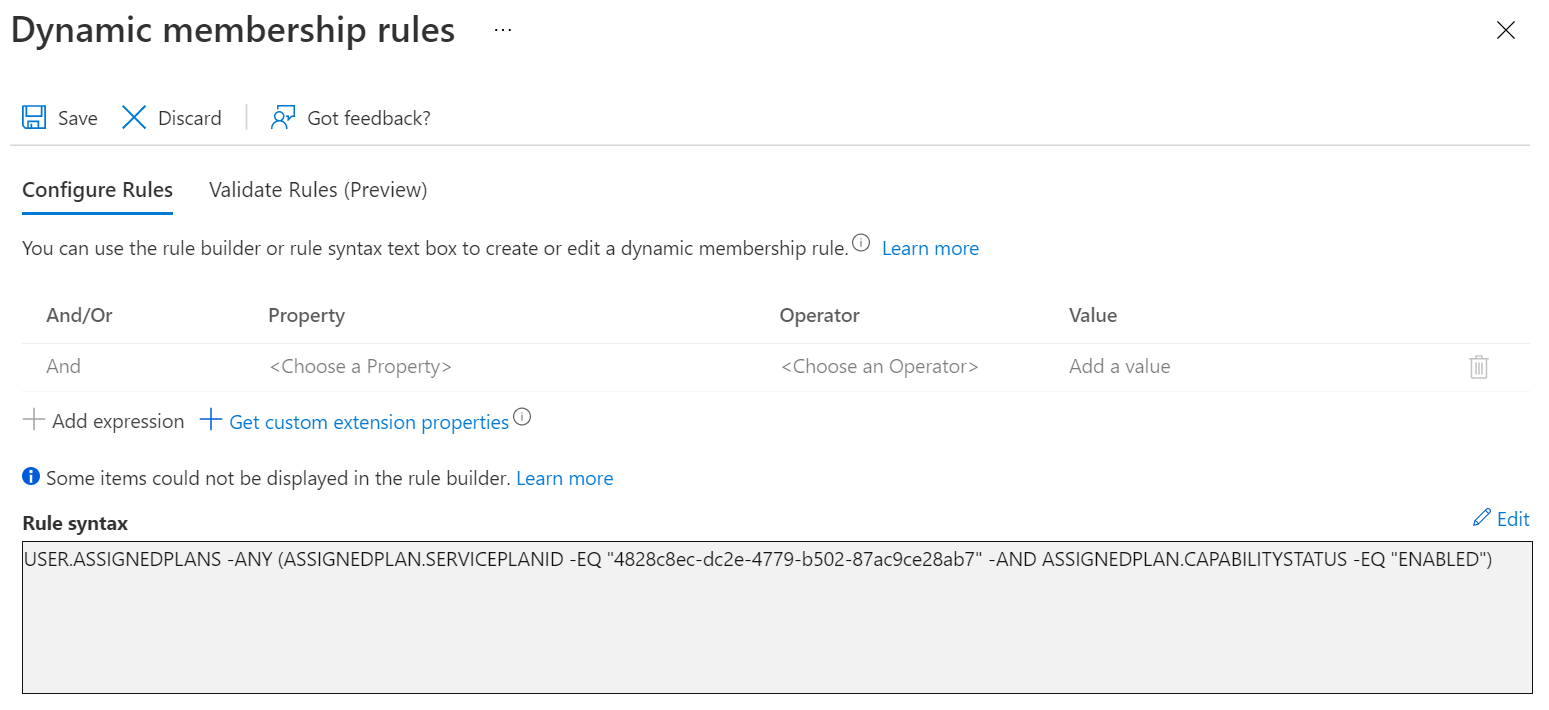 Dynamic membership rules ...
Save Discard Got feedback?
Configure Rules Validate Rules (Preview)
You can use the rule builder or rule syntax text box to create or edit a dynamic membership rule. Learn more
And/Or Property Operator Value
And <Choose a Property> <Choose an Operator> Add a value
Add expression Get custom extension properties
Some items could not be displayed in the rule builder. Learn more
Rule syntax Edit
USER.ASSIGNEDPLANS -ANY (ASSIGNEDPLAN.SERVICEPLANID -EQ "4828c8ec-dc2e-4779-b502-87ac9ce28ab7" -AND ASSIGNEDPLAN.CAPABILITYSTATUS -EQ "ENABLED")